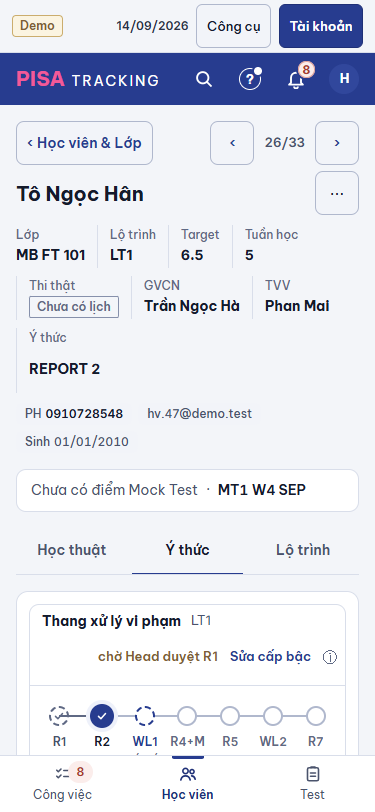 Demo
14/09/2026
Công cụ
Tài khoản
PISA TRACKING
?
8
H
‹ Học viên & Lớp
‹
26/33
›
Tô Ngọc Hân
...
Lớp
MB FT 101
Lộ trình
LT1
Target
6.5
Tuần học
5
Thi thật
Chưa có lịch
GVCN
Trần Ngọc Hà
TVV
Phan Mai
Ý thức
REPORT 2
PH 0910728548
hv.47@demo.test
Sinh 01/01/2010
Chưa có điểm Mock Test · MT1 W4 SEP
Học thuật
Ý thức
Lộ trình
Thang xử lý vi phạm LT1
chờ Head duyệt R1
Sửa cấp bậc
R1
R2
WL1
R4+M
R5
WL2
R7
8
Công việc
Học viên
Test